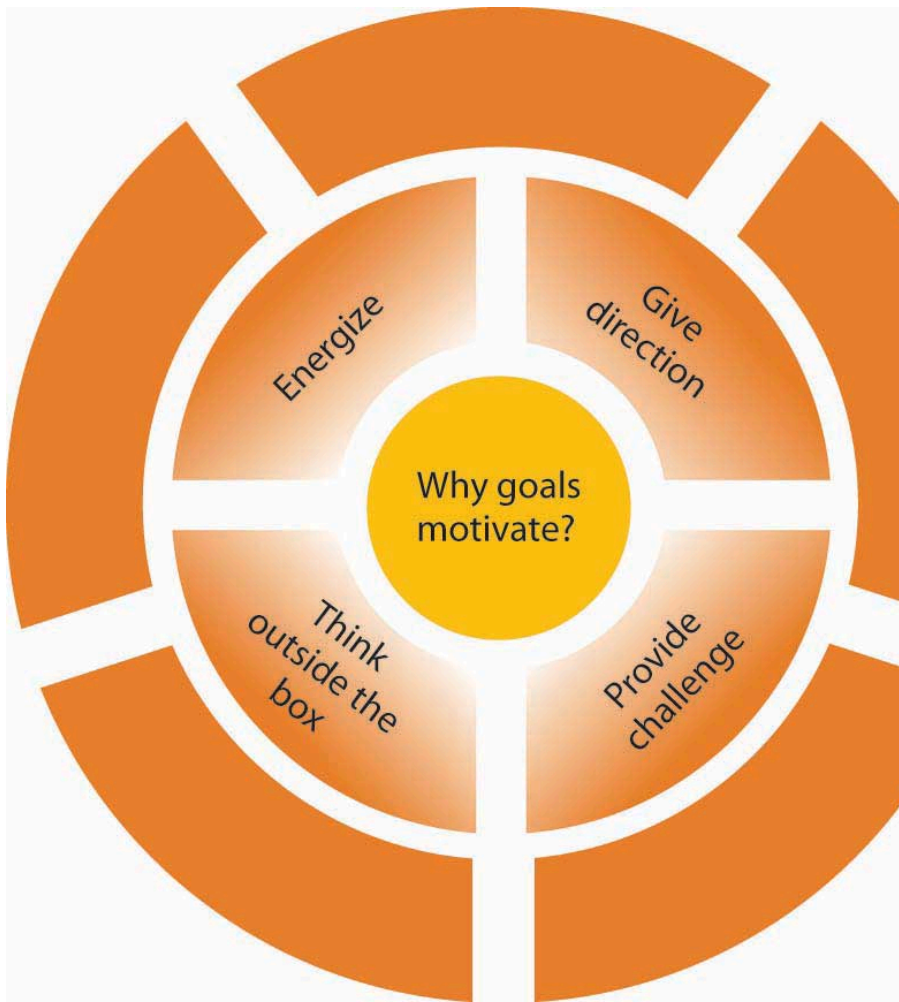 Energize
Give
direction
Why goals
motivate?
Think
outside the
box
Provide
challenge